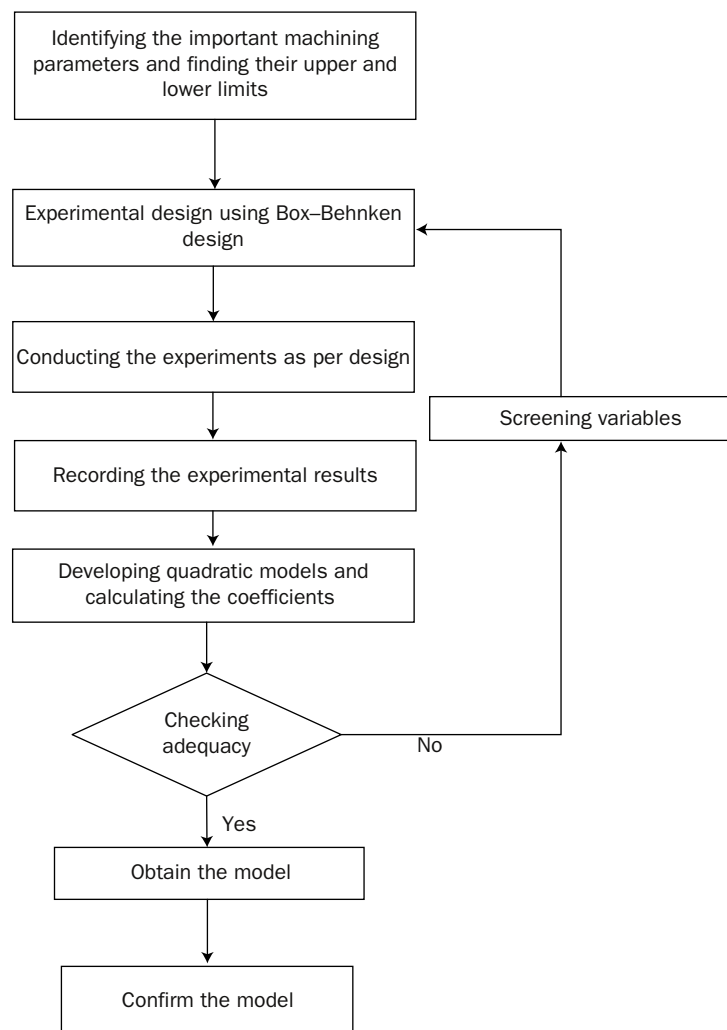 Identifying the important machining
parameters and finding their upper and
lower limits
Experimental design using Box–Behnken
design
Conducting the experiments as per design
Screening variables
Recording the experimental results
Developing quadratic models and
calculating the coefficients
Checking
adequacy
No
Yes
Obtain the model
Confirm the model